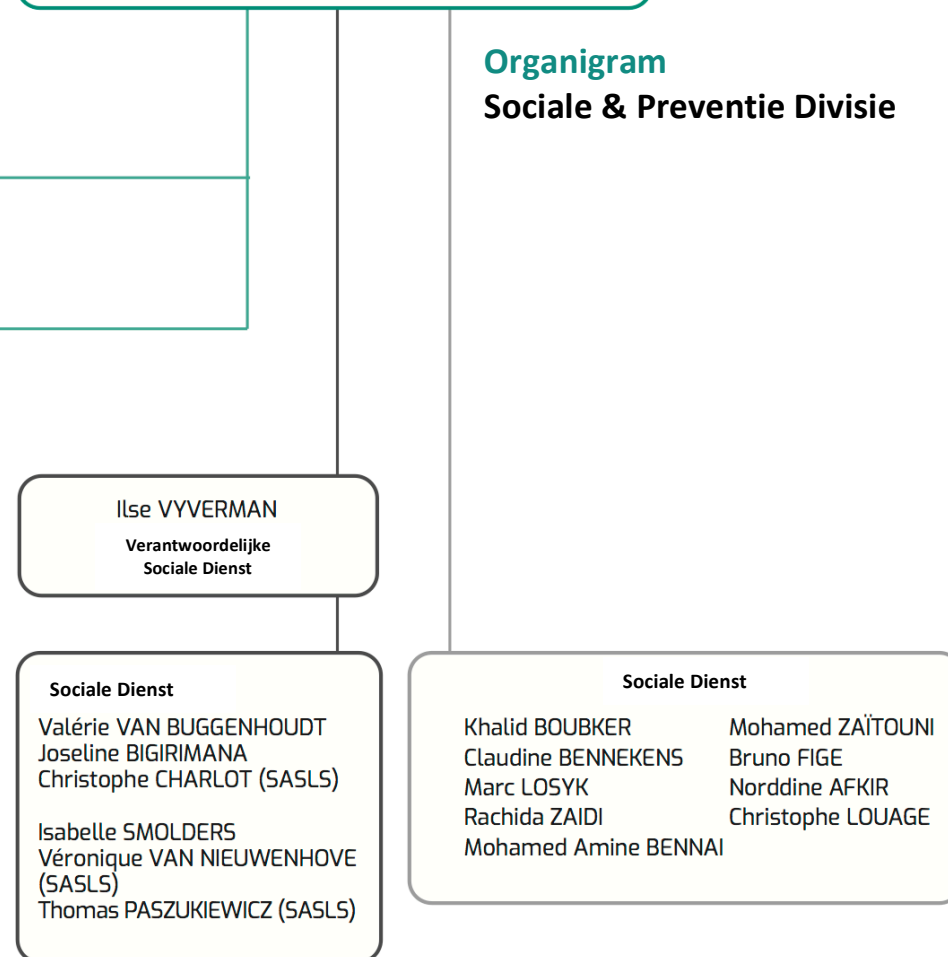 Organigram
Sociale & Preventie Divisie
Ilse VYVERMAN
Verantwoordelijke
Sociale Dienst
Sociale Dienst
Valérie VAN BUGGENHOUDT
Joseline BIGIRIMANA
Christophe CHARLOT (SASLS)
Isabelle SMOLDERS
Véronique VAN NIEUWENHOVE
(SASLS)
Thomas PASZUKIEWICZ (SASLS)
Sociale Dienst
Khalid BOUBKER
Claudine BENNEKENS
Marc LOSYK
Rachida ZAIDI
Mohamed Amine BENNAI
Mohamed ZAÏTOUNI
Bruno FIGE
Norddine AFKIR
Christophe LOUAGE